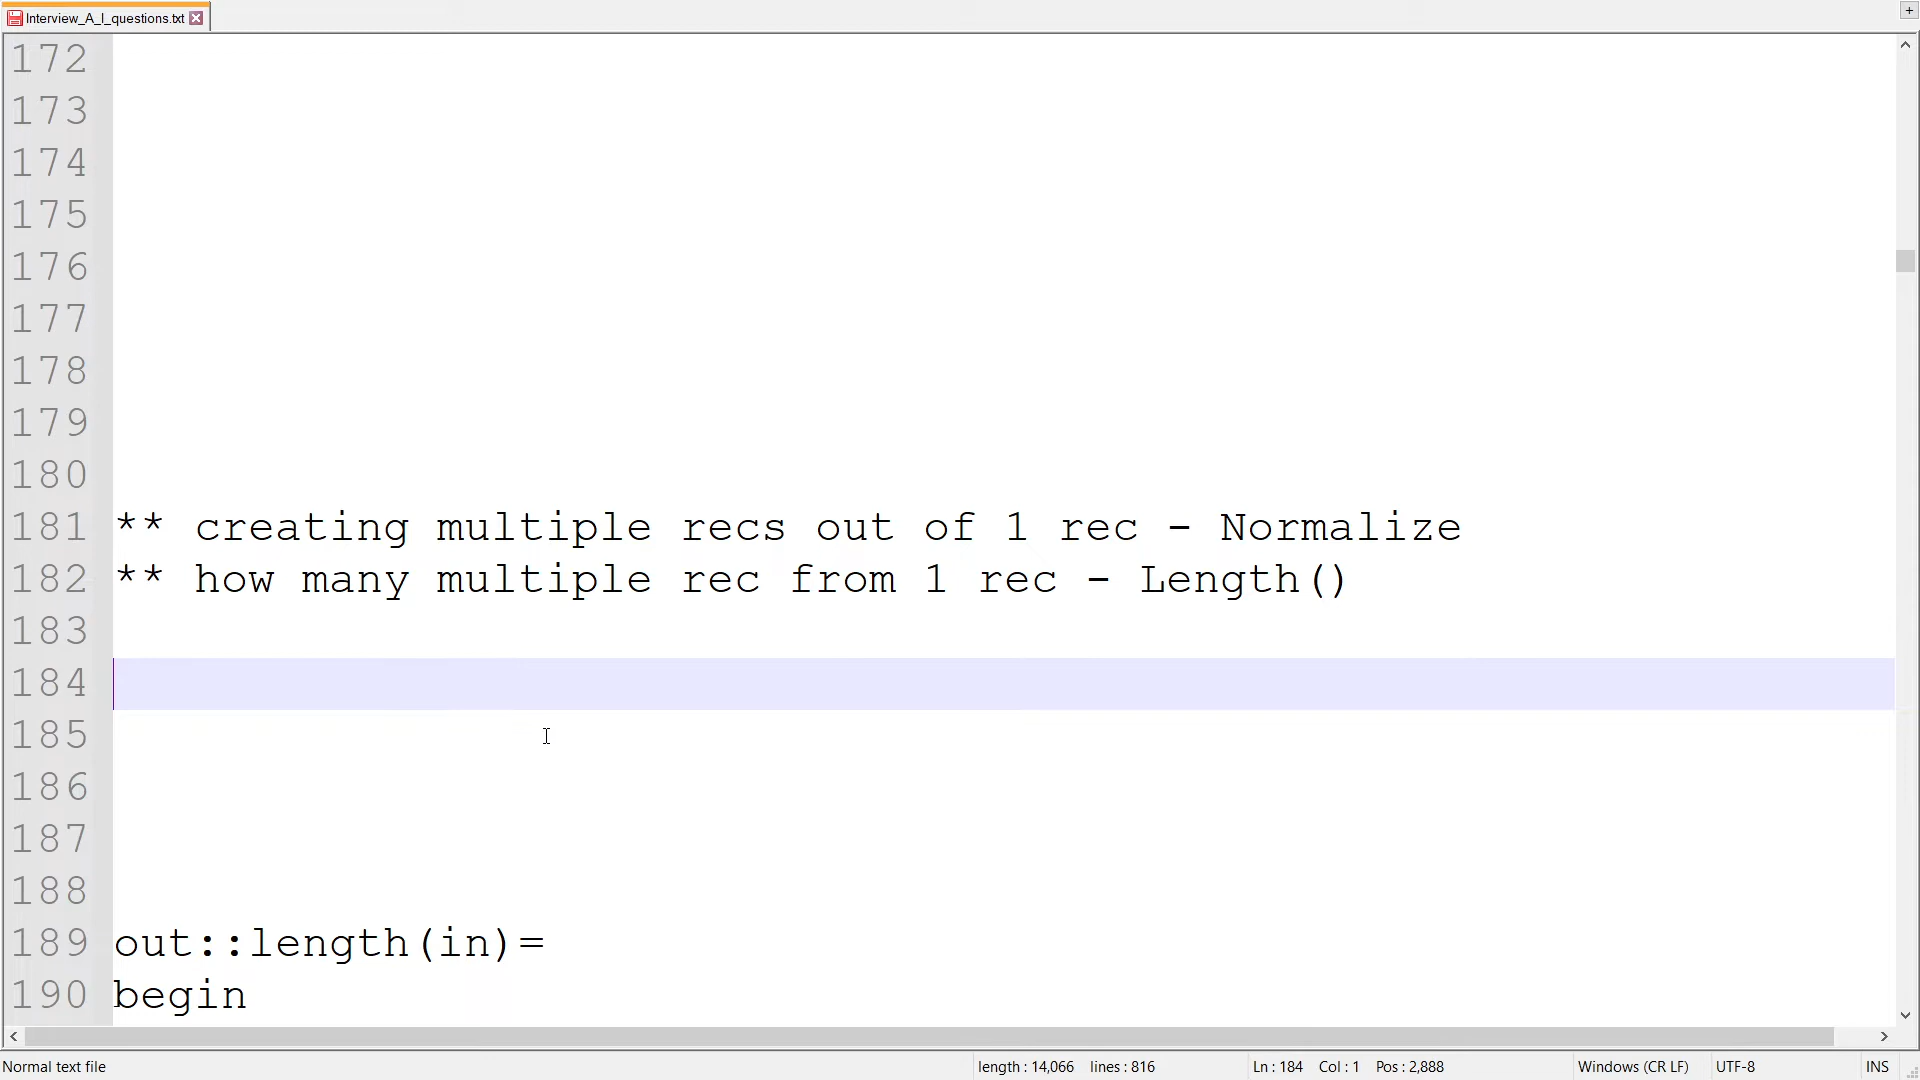 Interview_A_I_questions.txt
172
173
174
175
176
177
178
179
180
181 ** creating multiple recs out of 1 rec - Normalize
182 ** how many multiple rec from 1 rec - Length()
183
184
185
186
187
188
189 out::length(in)=
190 begin
Normal text file length : 14,066 lines : 816 Ln : 184 Col : 1 Pos : 2,888 Windows (CR LF) UTF-8 INS